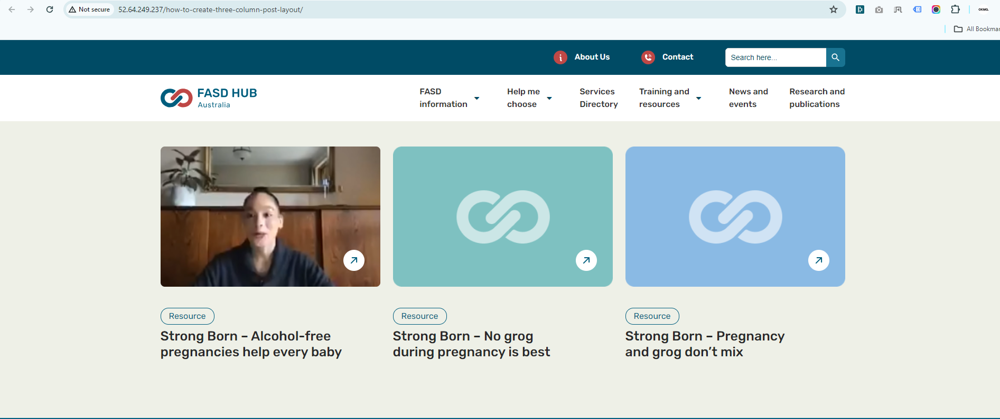 Not secure
52.64.249.237/how-to-create-three-column-post-layout/
OKMG.
All Bookmar
About Us
Contact
Search here...
FASD HUB
Australia
FASD
information
Help me
choose
Services
Directory
Training and
resources
News and
events
Research and
publications
Resource
Strong Born – Alcohol-free
pregnancies help every baby
Resource
Strong Born – No grog
during pregnancy is best
Resource
Strong Born – Pregnancy
and grog don’t mix